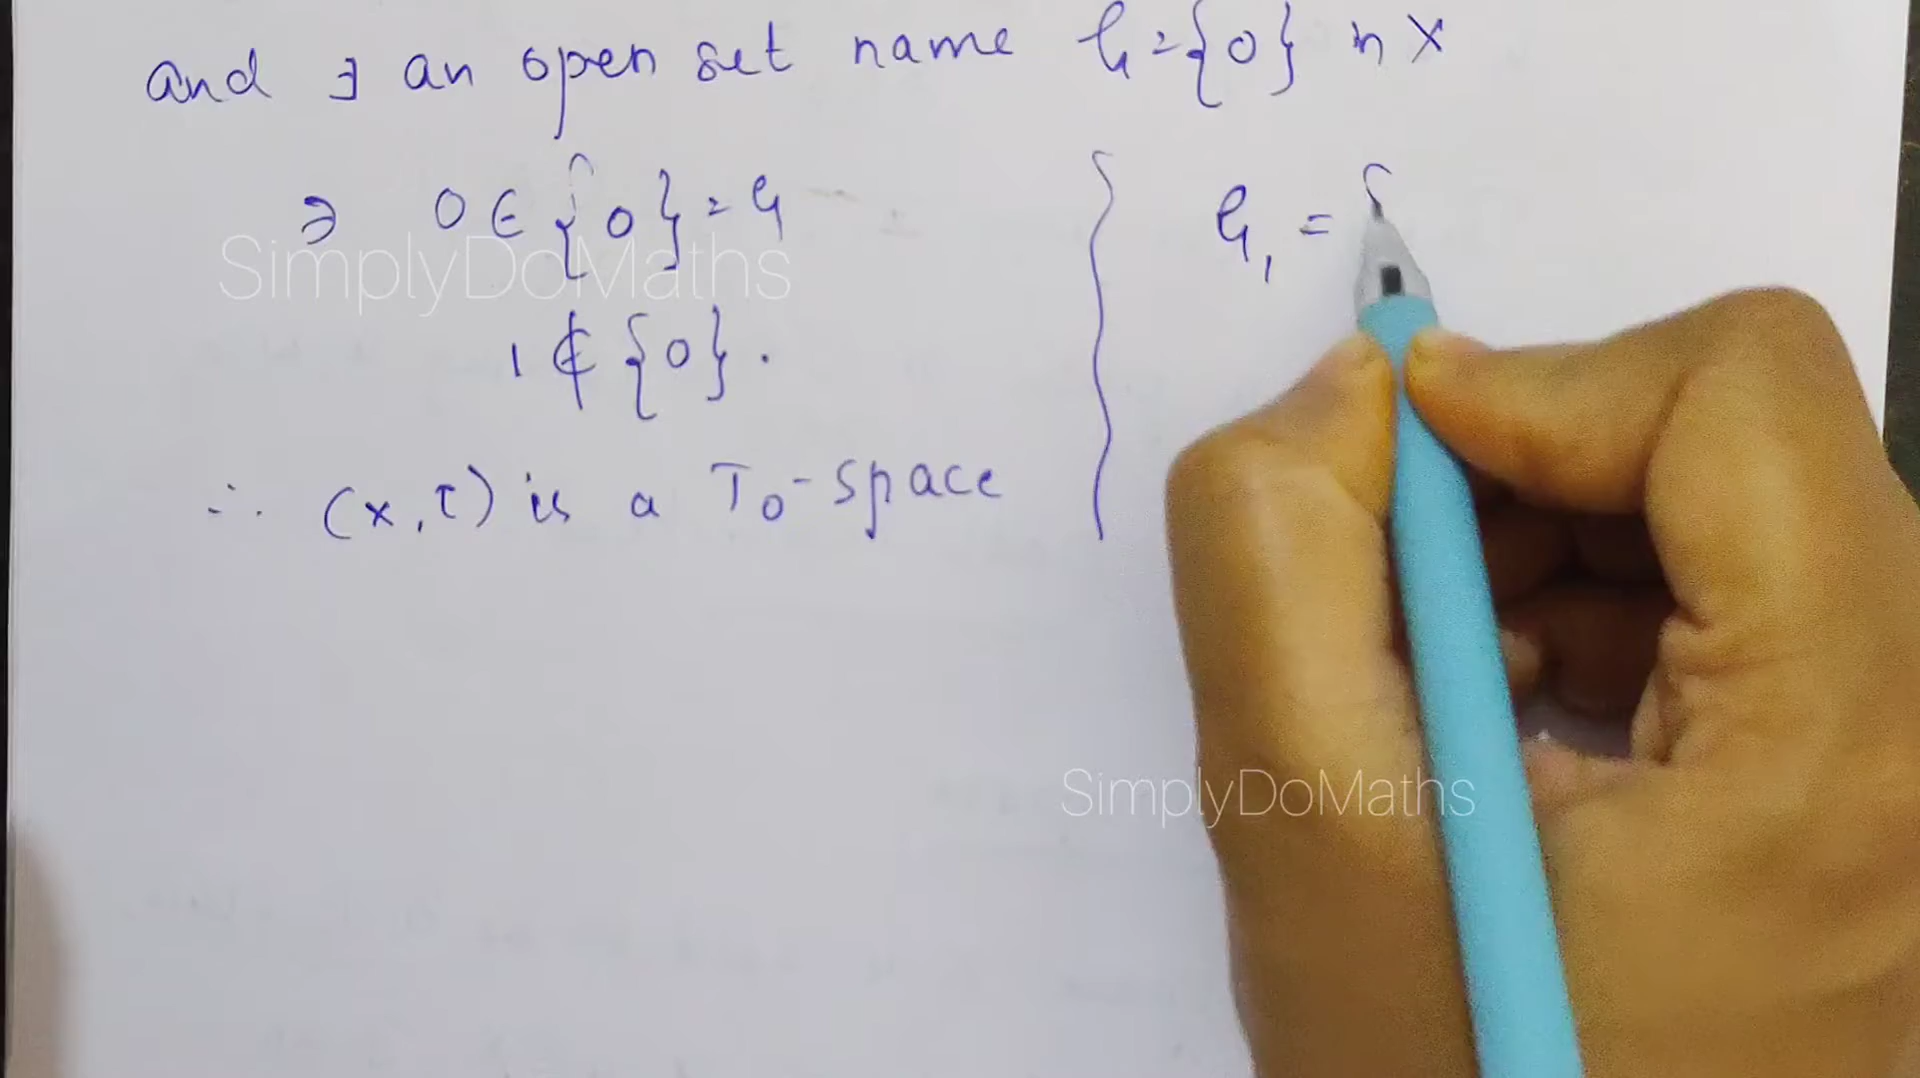 and ∃ an open set name G = {0} in X
∋ 0 ∈ {0} = G
SimplyDoMaths
1 ∉ {0}.
∴ (X, τ) is a T₀-space
G₁ = {
SimplyDoMaths